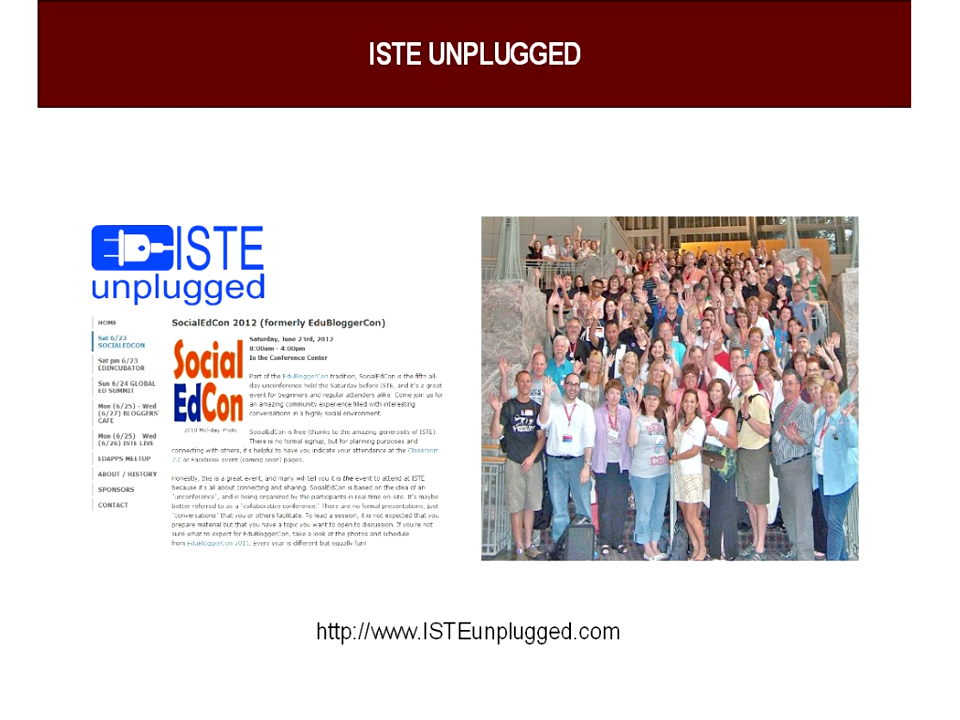 ISTE UNPLUGGED
ISTE
unplugged
HOME
Sat 6/23
SOCIALEDCON
Sat pm 6/23
EDINCUBATOR
Sun 6/24 GLOBAL
ED SUMMIT
Mon (6/25) - Wed
(6/27) BLOGGERS'
CAFE
Mon (6/25) Wed
(6/26) ISTE LIVE
EDAPPS MEETUP
ABOUT / HISTORY
SPONSORS
CONTACT
SocialEdCon 2012 (formerly EduBloggerCon)
Social
EdCon
2010 Mid-day Photo
Saturday, June 23rd, 2012
8:00am - 4:00pm
In the Conference Center
Part of the EduBloggerCon tradition, SocialEdCon is the fifth all-
day unconference held the Saturday before ISTE, and it's a great
event for beginners and regular attenders alike. Come join us for
an amazing community experience filled with interesting
conversations in a highly social environment.
SocialEdCon is free (thanks to the amazing generosity of ISTE).
There is no formal signup, but for planning purposes and
connecting with others, it's helpful to have you indicate your attendance at the Classroom
2.0 or Facebook event (coming soon) pages.
Honestly, this is a great event, and many will tell you it is the event to attend at ISTE
because it's all about connecting and sharing. SocialEdCon is based on the idea of an
"unconference", and is being organized by the participants in real time on-site. It's maybe
better referred to as a "collaborative conference." There are no formal presentations, just
"conversations" that you or others facilitate. To lead a session, it is not expected that you
prepare material but that you have a topic you want to open to discussion. If you're not
sure what to expect for EduBloggerCon, take a look at the photos and schedule
from EduBloggerCon 2011. Every year is different but equally fun!
http://www.ISTEunplugged.com